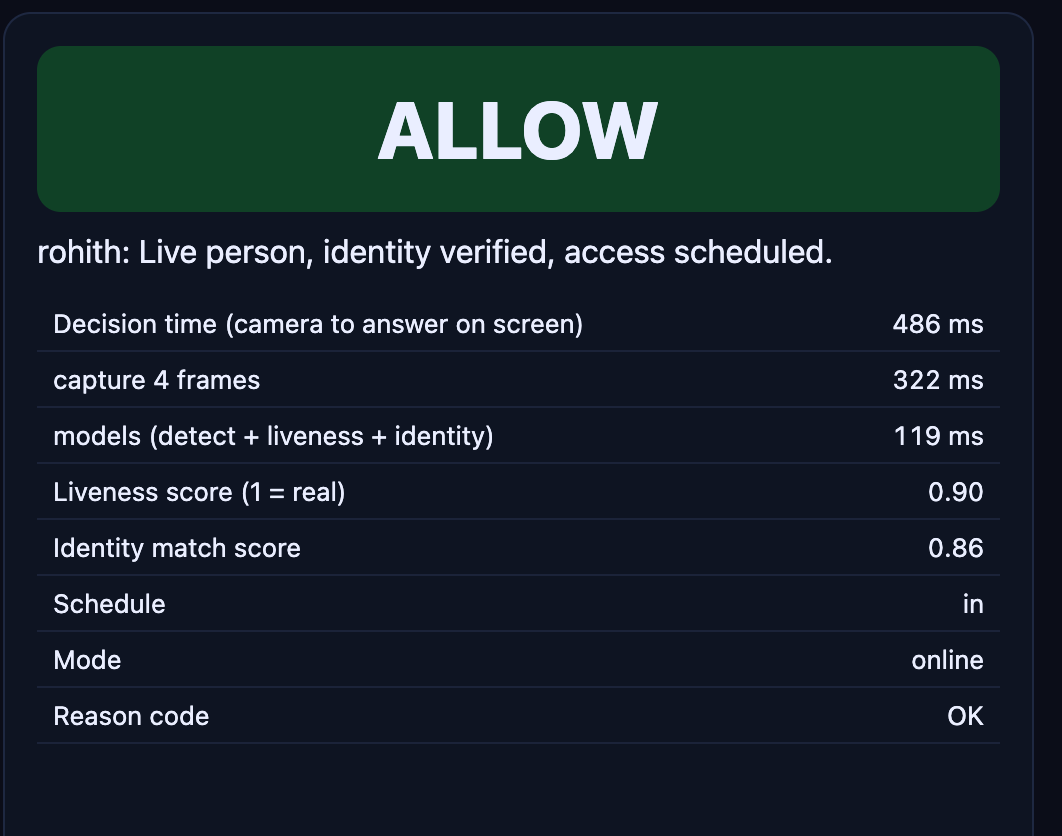 ALLOW
rohith: Live person, identity verified, access scheduled.
Decision time (camera to answer on screen) 486 ms
capture 4 frames 322 ms
models (detect + liveness + identity) 119 ms
Liveness score (1 = real) 0.90
Identity match score 0.86
Schedule in
Mode online
Reason code OK